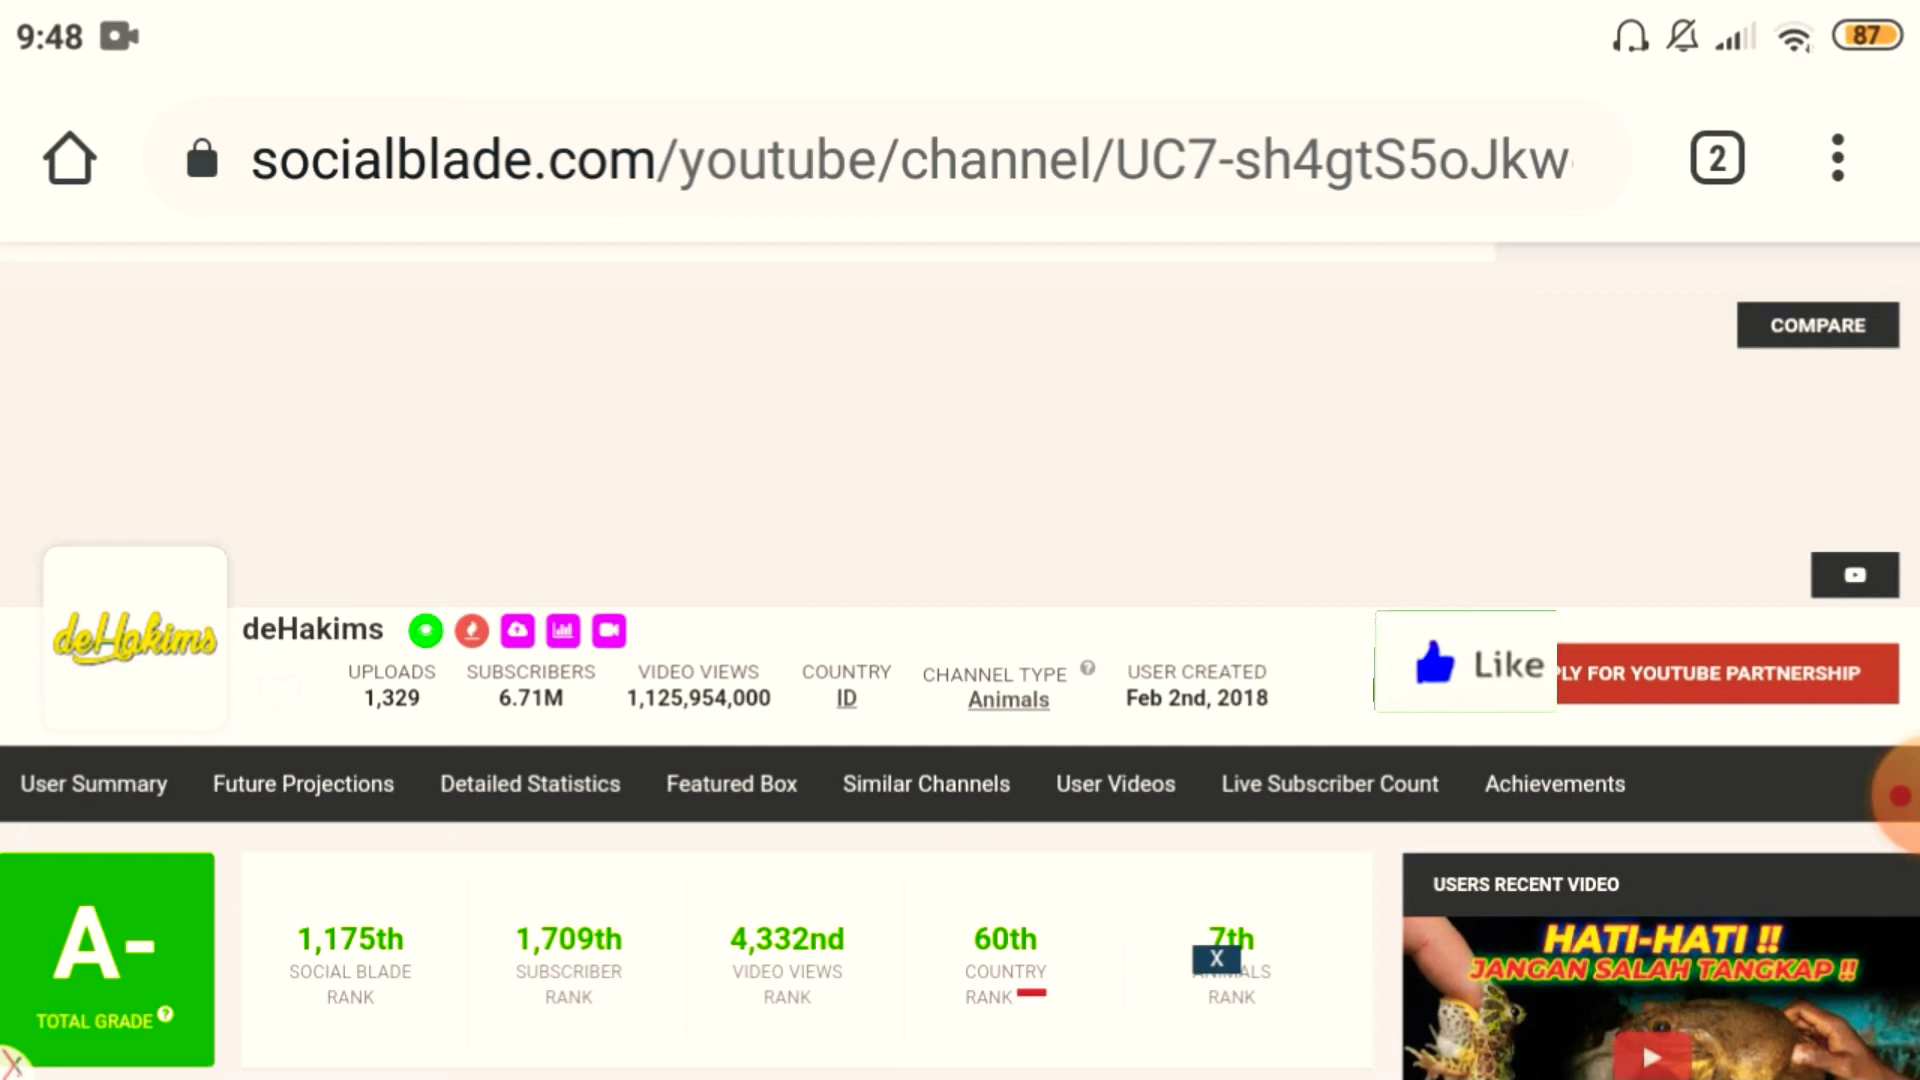 9:48
87
socialblade.com/youtube/channel/UC7-sh4gtS5oJkw
2
COMPARE
deHakims
deHakims
UPLOADS SUBSCRIBERS VIDEO VIEWS COUNTRY CHANNEL TYPE ? USER CREATED
1,329 6.71M 1,125,954,000 ID Animals Feb 2nd, 2018
Like
PLY FOR YOUTUBE PARTNERSHIP
User Summary Future Projections Detailed Statistics Featured Box Similar Channels User Videos Live Subscriber Count Achievements
A-
TOTAL GRADE ?
1,175th
SOCIAL BLADE
RANK
1,709th
SUBSCRIBER
RANK
4,332nd
VIDEO VIEWS
RANK
60th
COUNTRY
RANK
7th
X
ANIMALS
RANK
USERS RECENT VIDEO
HATI-HATI !!
JANGAN SALAH TANGKAP !!
X